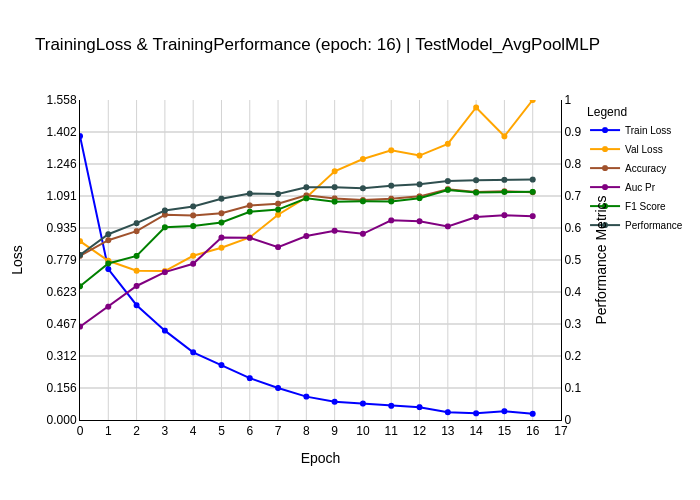 TrainingLoss & TrainingPerformance (epoch: 16) | TestModel_AvgPoolMLP
1.558
1.402
1.246
1.091
0.935
0.779
0.623
0.467
0.312
0.156
0.000
Loss
0 1 2 3 4 5 6 7 8 9 10 11 12 13 14 15 16 17
Epoch
1
0.9
0.8
0.7
0.6
0.5
0.4
0.3
0.2
0.1
0
Performance Metrics
Legend
Train Loss
Val Loss
Accuracy
Auc Pr
F1 Score
Performance